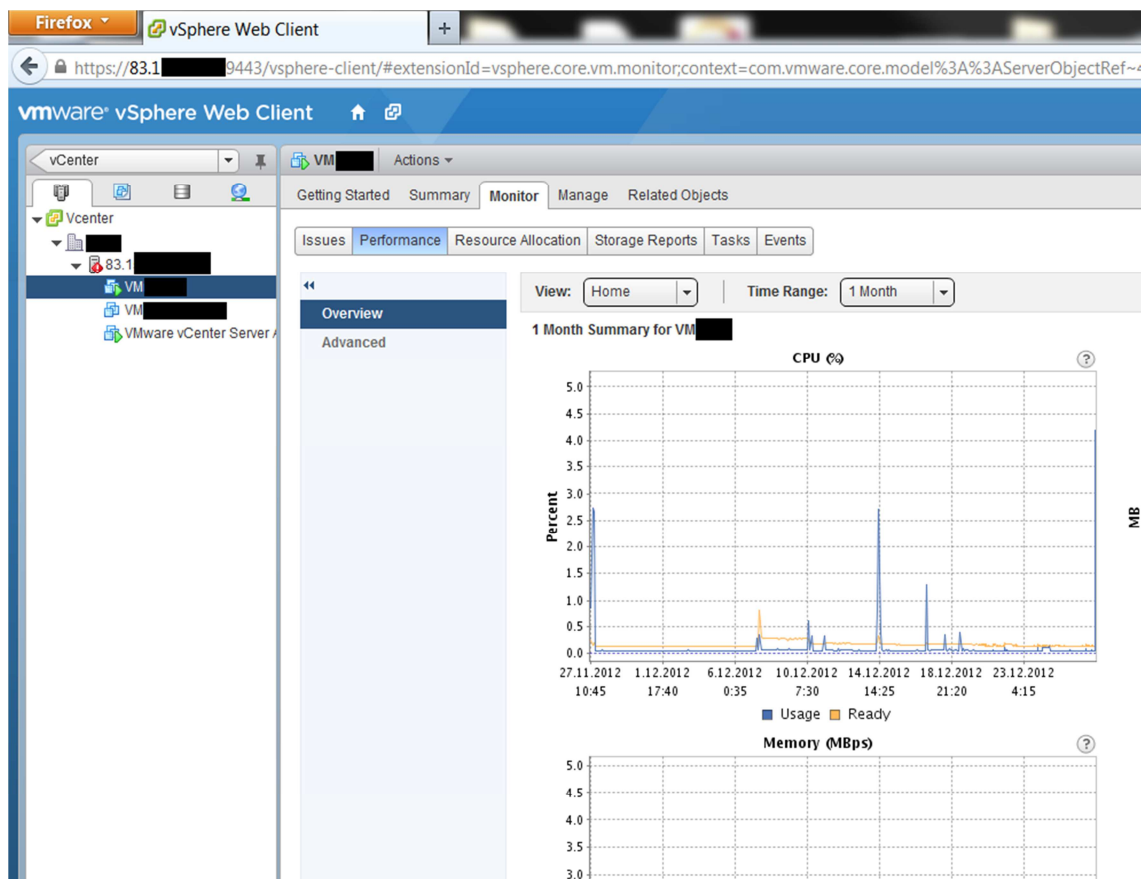 Firefox
vSphere Web Client
+
https://83.1 9443/vsphere-client/#extensionId=vsphere.core.vm.monitor;context=com.vmware.core.model%3A%3AServerObjectRef~4
vmware® vSphere Web Client
vCenter
VM Actions
Getting Started Summary Monitor Manage Related Objects
Vcenter
Issues Performance Resource Allocation Storage Reports Tasks Events
83.1
VM
VM
VMware vCenter Server A
Overview
Advanced
View: Home Time Range: 1 Month
1 Month Summary for VM
CPU (%)
?
5.0
4.5
4.0
3.5
3.0
2.5
2.0
1.5
1.0
0.5
0.0
Percent
MB
27.11.2012 1.12.2012 6.12.2012 10.12.2012 14.12.2012 18.12.2012 23.12.2012
10:45 17:40 0:35 7:30 14:25 21:20 4:15
Usage Ready
Memory (MBps)
?
5.0
4.5
4.0
3.5
3.0